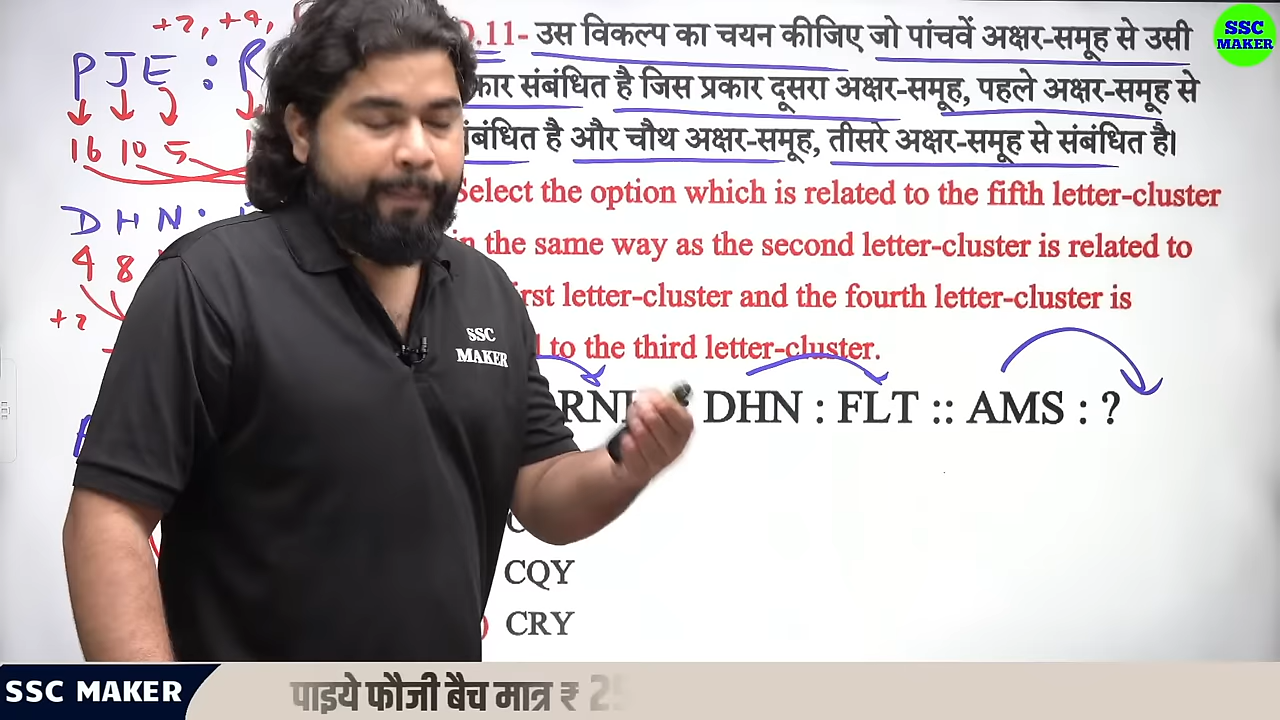 +2, +4,
PJE : R
16 10 5
DHN :
4 8
+2
.11- उस विकल्प का चयन कीजिए जो पांचवें अक्षर-समूह से उसी
कार संबंधित है जिस प्रकार दूसरा अक्षर-समूह, पहले अक्षर-समूह से
संबंधित है और चौथ अक्षर-समूह, तीसरे अक्षर-समूह से संबंधित है।
Select the option which is related to the fifth letter-cluster
in the same way as the second letter-cluster is related to
first letter-cluster and the fourth letter-cluster is
to the third letter-cluster.
DHN : FLT :: AMS : ?
CQY
CRY
SSC
MAKER
SSC
MAKER
SSC MAKER
पाइये फौजी बैच मात्र ₹ 25